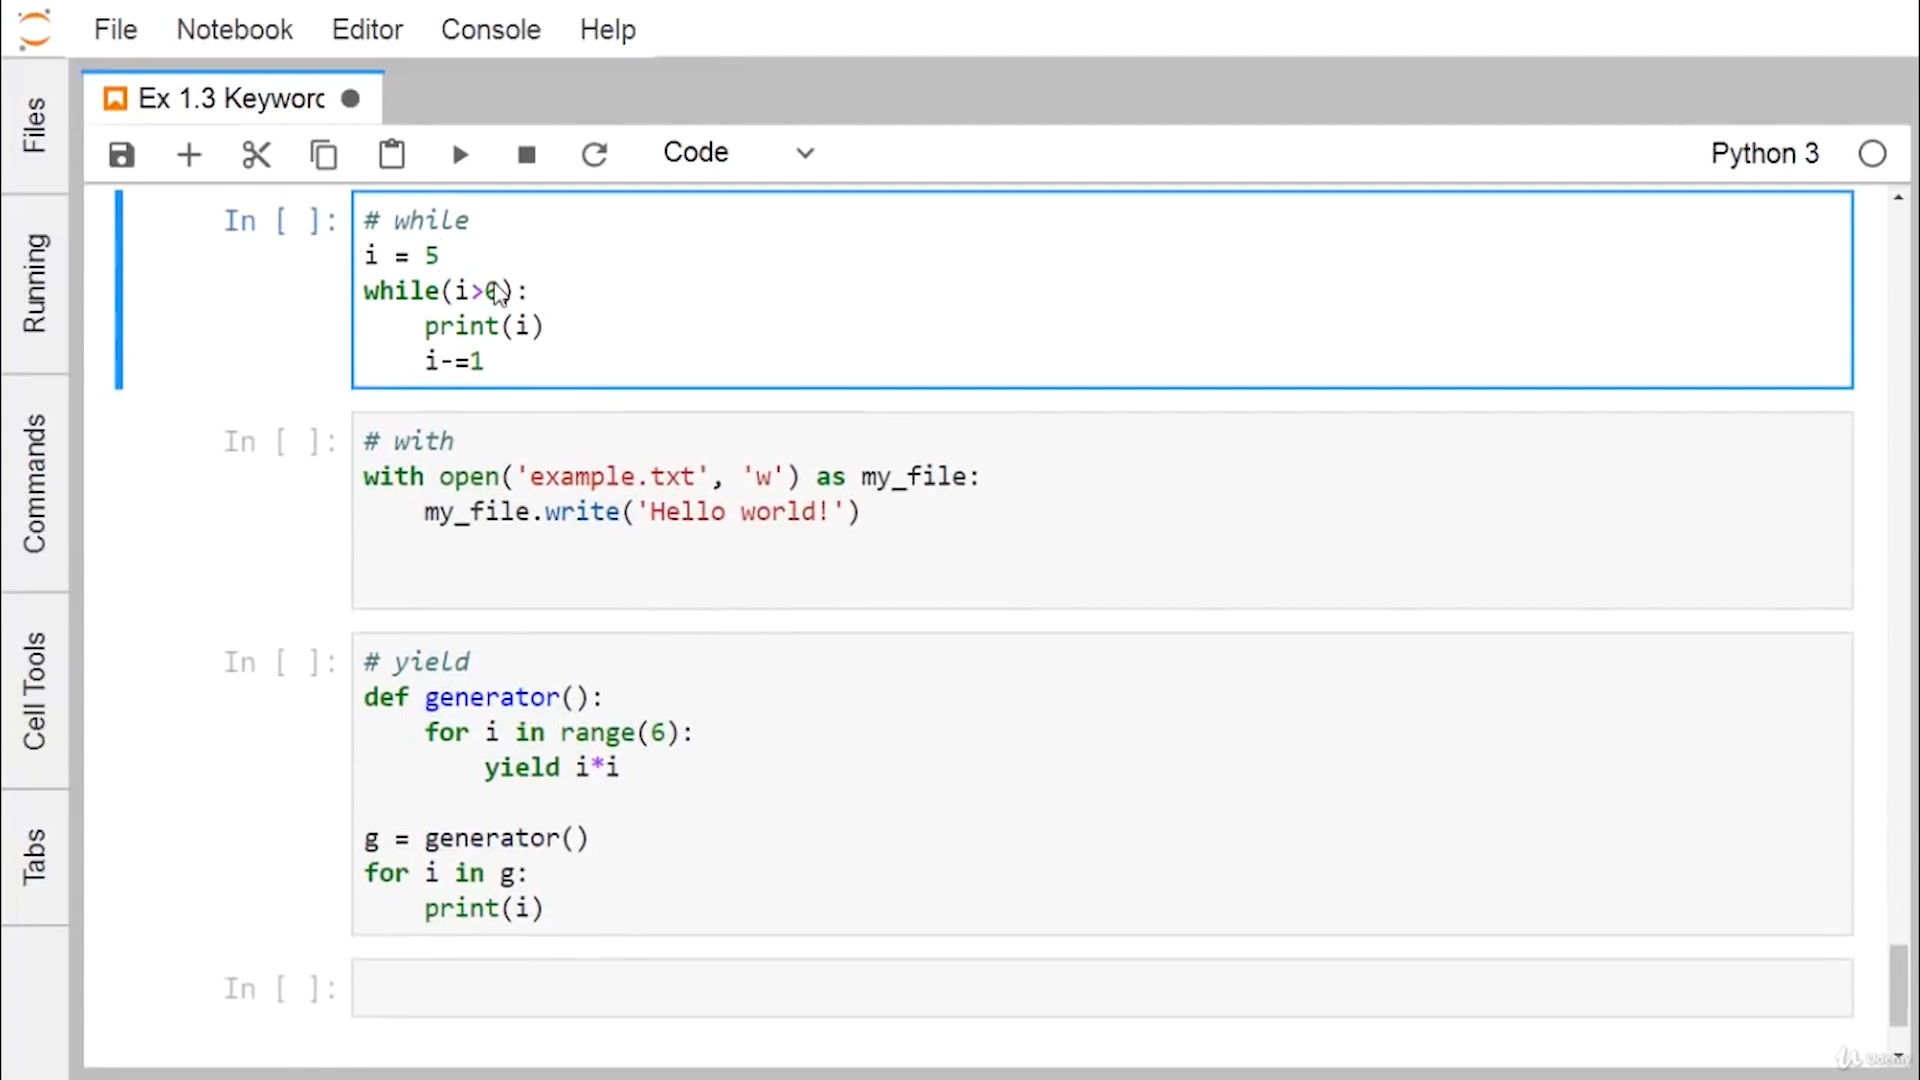 File Notebook Editor Console Help
Ex 1.3 Keyword
Code
Python 3
Files
Running
Commands
Cell Tools
Tabs
In [ ]:
# while
i = 5
while(i>0):
    print(i)
    i-=1
In [ ]:
# with
with open('example.txt', 'w') as my_file:
    my_file.write('Hello world!')
In [ ]:
# yield
def generator():
    for i in range(6):
        yield i*i
g = generator()
for i in g:
    print(i)
In [ ]:
Udemy